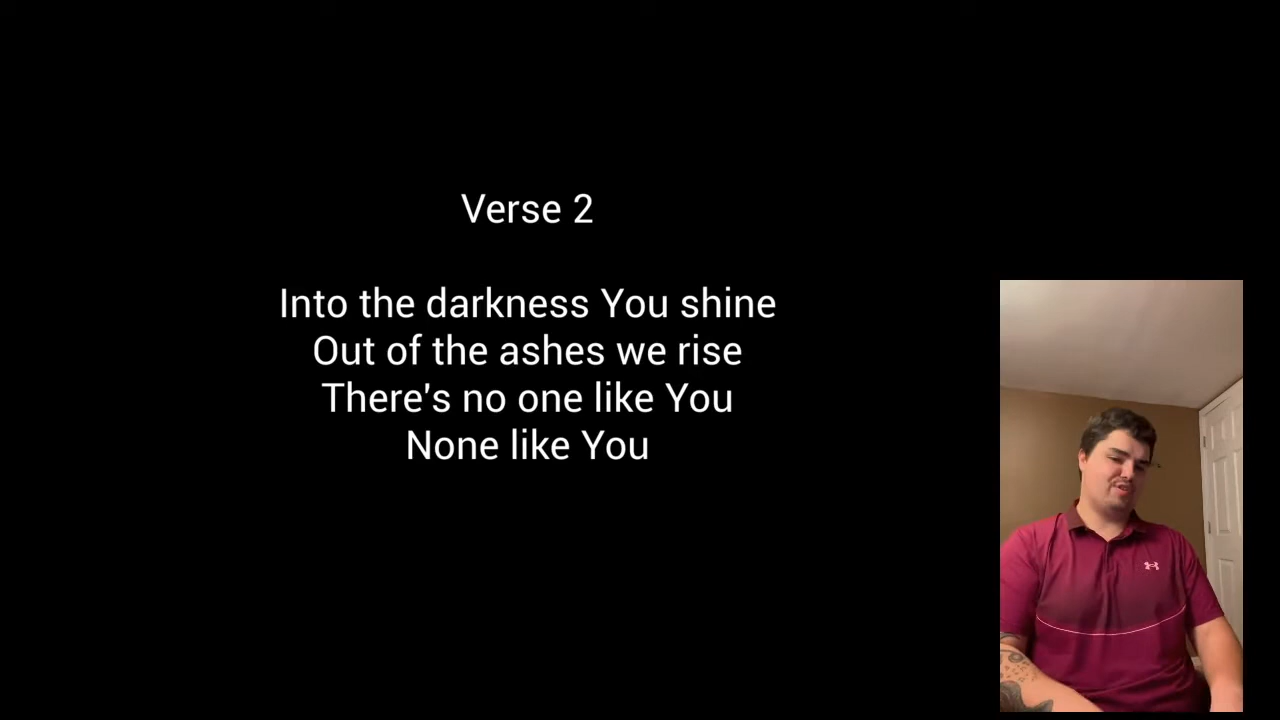 Verse 2
Into the darkness You shine
Out of the ashes we rise
There's no one like You
None like You